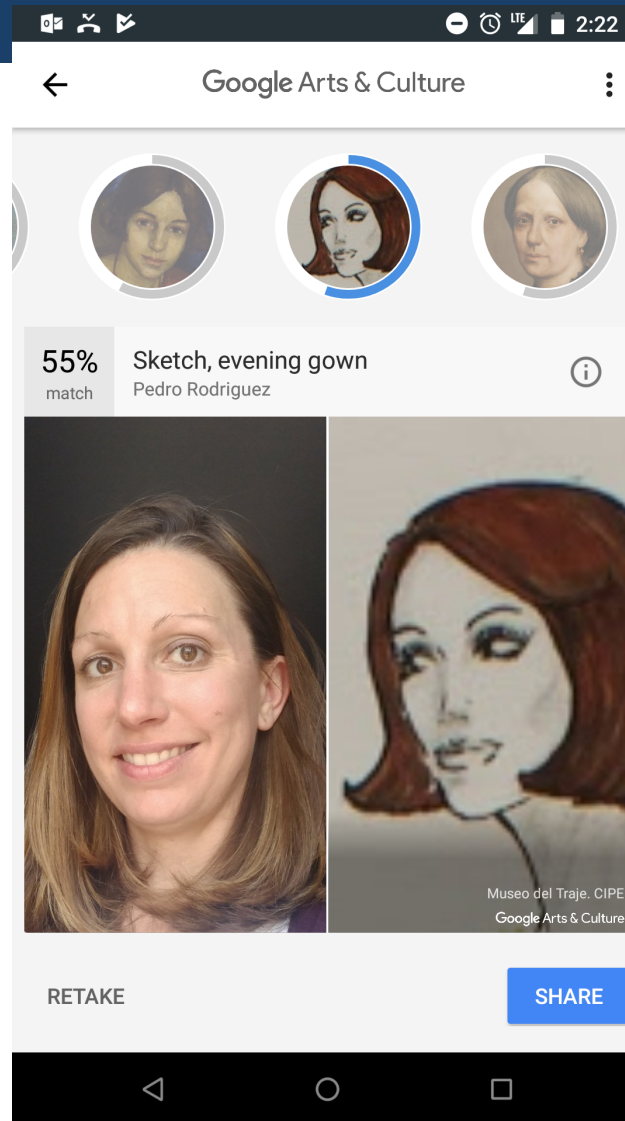 LTE 2:22
Google Arts & Culture
55%
match
Sketch, evening gown
Pedro Rodriguez
Museo del Traje. CIPE
Google Arts & Culture
RETAKE
SHARE